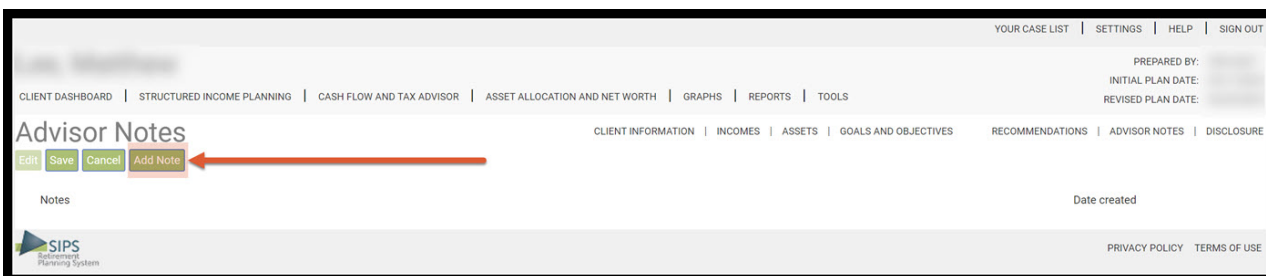 YOUR CASE LIST | SETTINGS | HELP | SIGN OUT
PREPARED BY:
INITIAL PLAN DATE:
CLIENT DASHBOARD | STRUCTURED INCOME PLANNING | CASH FLOW AND TAX ADVISOR | ASSET ALLOCATION AND NET WORTH | GRAPHS | REPORTS | TOOLS
REVISED PLAN DATE:
Advisor Notes
CLIENT INFORMATION | INCOMES | ASSETS | GOALS AND OBJECTIVES RECOMMENDATIONS | ADVISOR NOTES | DISCLOSURE
Edit Save Cancel Add Note
Notes Date created
SIPS
Retirement
Planning System
PRIVACY POLICY TERMS OF USE